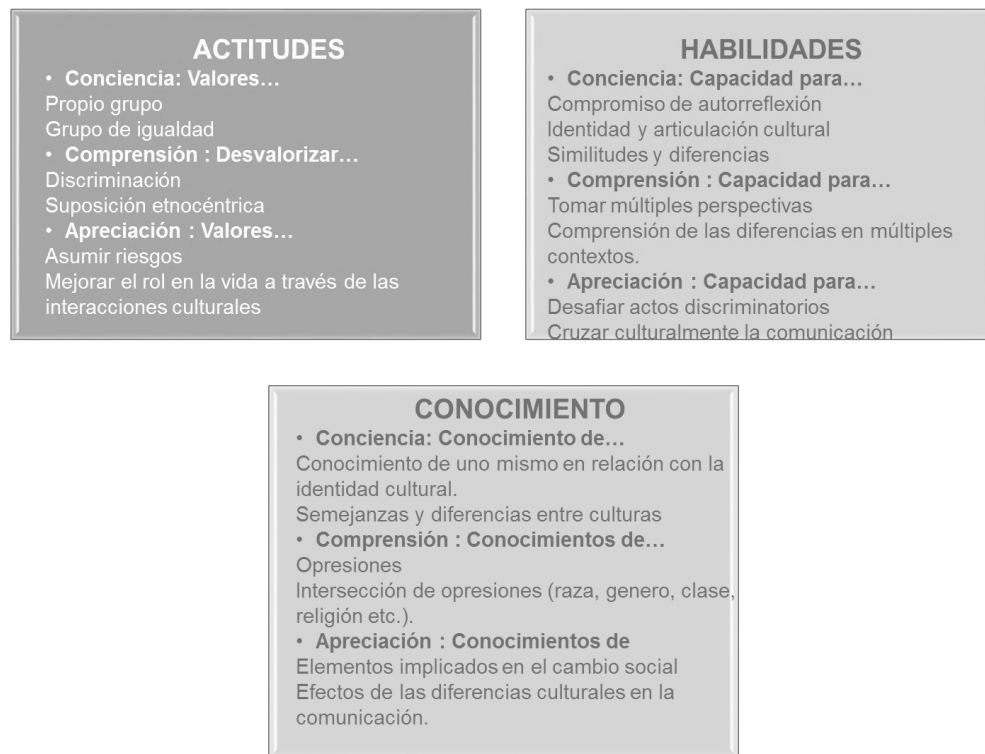 ACTITUDES
• Conciencia: Valores…
Propio grupo
Grupo de igualdad
• Comprensión : Desvalorizar…
Discriminación
Suposición etnocéntrica
• Apreciación : Valores…
Asumir riesgos
Mejorar el rol en la vida a través de las
interacciones culturales
HABILIDADES
• Conciencia: Capacidad para…
Compromiso de autorreflexión
Identidad y articulación cultural
Similitudes y diferencias
• Comprensión : Capacidad para…
Tomar múltiples perspectivas
Comprensión de las diferencias en múltiples
contextos.
• Apreciación : Capacidad para…
Desafiar actos discriminatorios
Cruzar culturalmente la comunicación
CONOCIMIENTO
• Conciencia: Conocimiento de…
Conocimiento de uno mismo en relación con la
identidad cultural.
Semejanzas y diferencias entre culturas
• Comprensión : Conocimientos de…
Opresiones
Intersección de opresiones (raza, genero, clase,
religión etc.).
• Apreciación : Conocimientos de
Elementos implicados en el cambio social
Efectos de las diferencias culturales en la
comunicación.